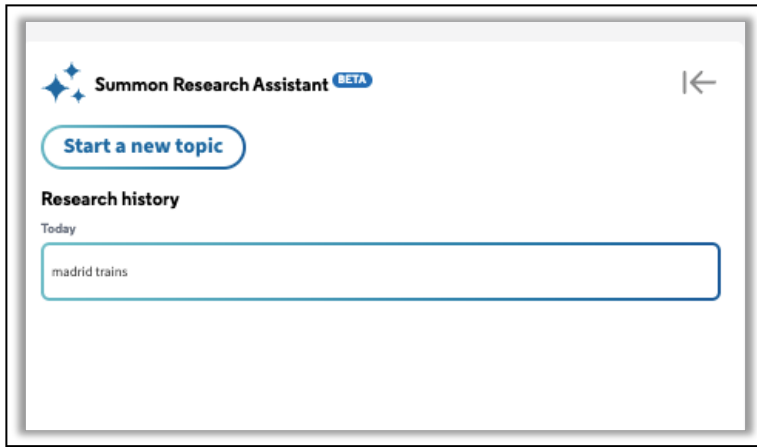 Summon Research Assistant BETA
Start a new topic
Research history
Today
madrid trains